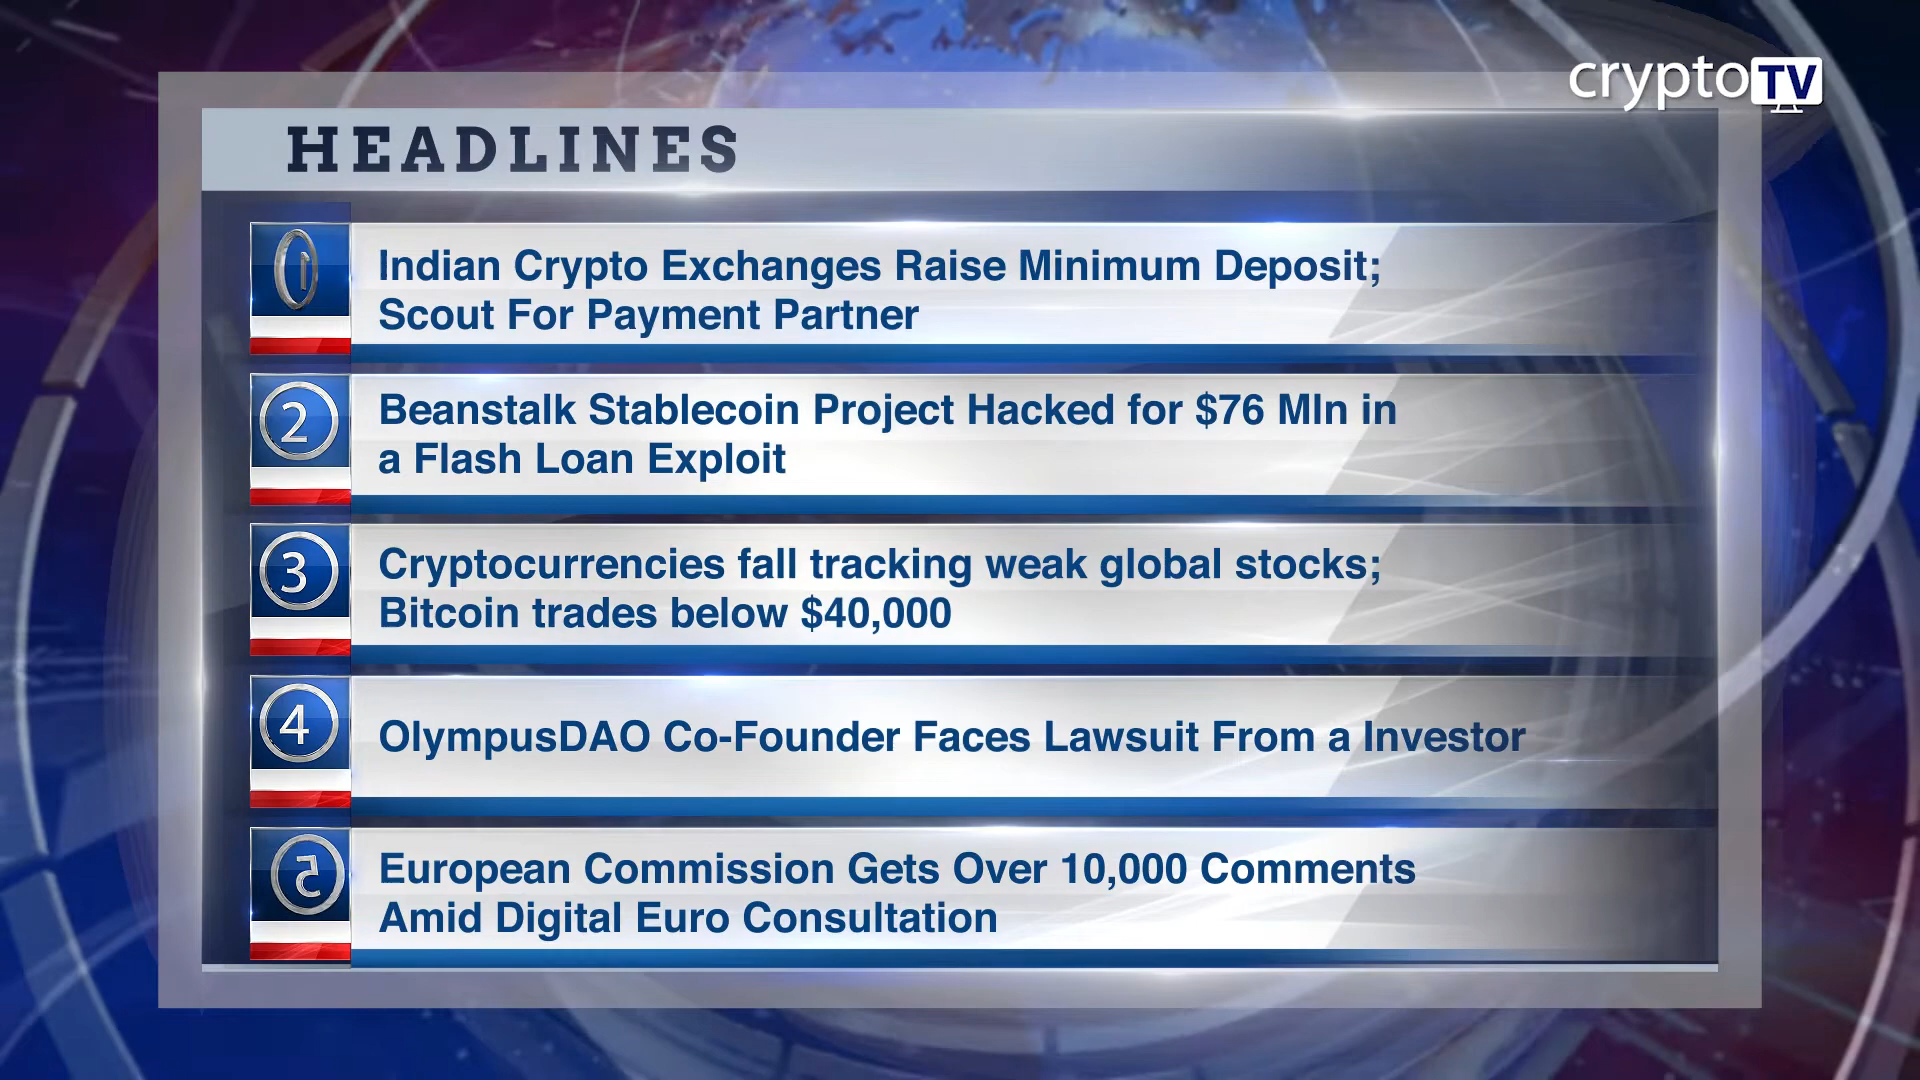 cryptoTV
HEADLINES
1
Indian Crypto Exchanges Raise Minimum Deposit;
Scout For Payment Partner
2
Beanstalk Stablecoin Project Hacked for $76 Mln in
a Flash Loan Exploit
3
Cryptocurrencies fall tracking weak global stocks;
Bitcoin trades below $40,000
4
OlympusDAO Co-Founder Faces Lawsuit From a Investor
5
European Commission Gets Over 10,000 Comments
Amid Digital Euro Consultation